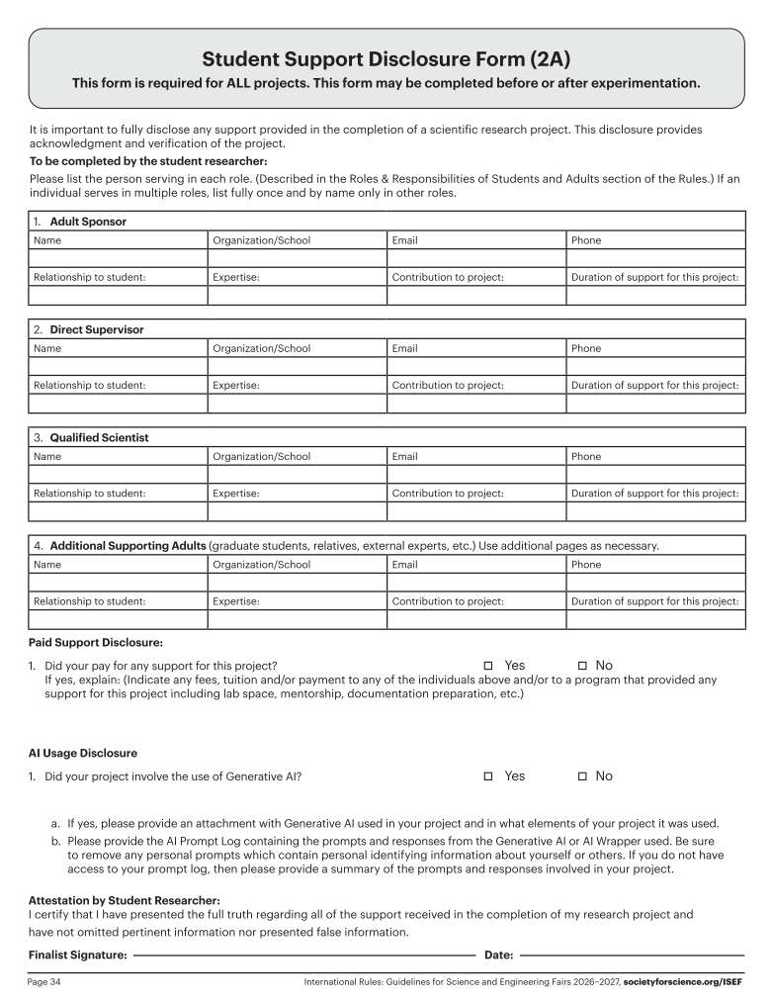 Student Support Disclosure Form (2A)
This form is required for ALL projects. This form may be completed before or after experimentation.
It is important to fully disclose any support provided in the completion of a scientific research project. This disclosure provides
acknowledgment and verification of the project.
To be completed by the student researcher:
Please list the person serving in each role. (Described in the Roles & Responsibilities of Students and Adults section of the Rules.) If an
individual serves in multiple roles, list fully once and by name only in other roles.
1. Adult Sponsor
Name Organization/School Email Phone
Relationship to student: Expertise: Contribution to project: Duration of support for this project:
2. Direct Supervisor
Name Organization/School Email Phone
Relationship to student: Expertise: Contribution to project: Duration of support for this project:
3. Qualified Scientist
Name Organization/School Email Phone
Relationship to student: Expertise: Contribution to project: Duration of support for this project:
4. Additional Supporting Adults (graduate students, relatives, external experts, etc.) Use additional pages as necessary.
Name Organization/School Email Phone
Relationship to student: Expertise: Contribution to project: Duration of support for this project:
Paid Support Disclosure:
1. Did your pay for any support for this project? □ Yes □ No
If yes, explain: (Indicate any fees, tuition and/or payment to any of the individuals above and/or to a program that provided any
support for this project including lab space, mentorship, documentation preparation, etc.)
AI Usage Disclosure
1. Did your project involve the use of Generative AI? □ Yes □ No
a. If yes, please provide an attachment with Generative AI used in your project and in what elements of your project it was used.
b. Please provide the AI Prompt Log containing the prompts and responses from the Generative AI or AI Wrapper used. Be sure
to remove any personal prompts which contain personal identifying information about yourself or others. If you do not have
access to your prompt log, then please provide a summary of the prompts and responses involved in your project.
Attestation by Student Researcher:
I certify that I have presented the full truth regarding all of the support received in the completion of my research project and
have not omitted pertinent information nor presented false information.
Finalist Signature: Date:
Page 34 International Rules: Guidelines for Science and Engineering Fairs 2026–2027, societyforscience.org/ISEF